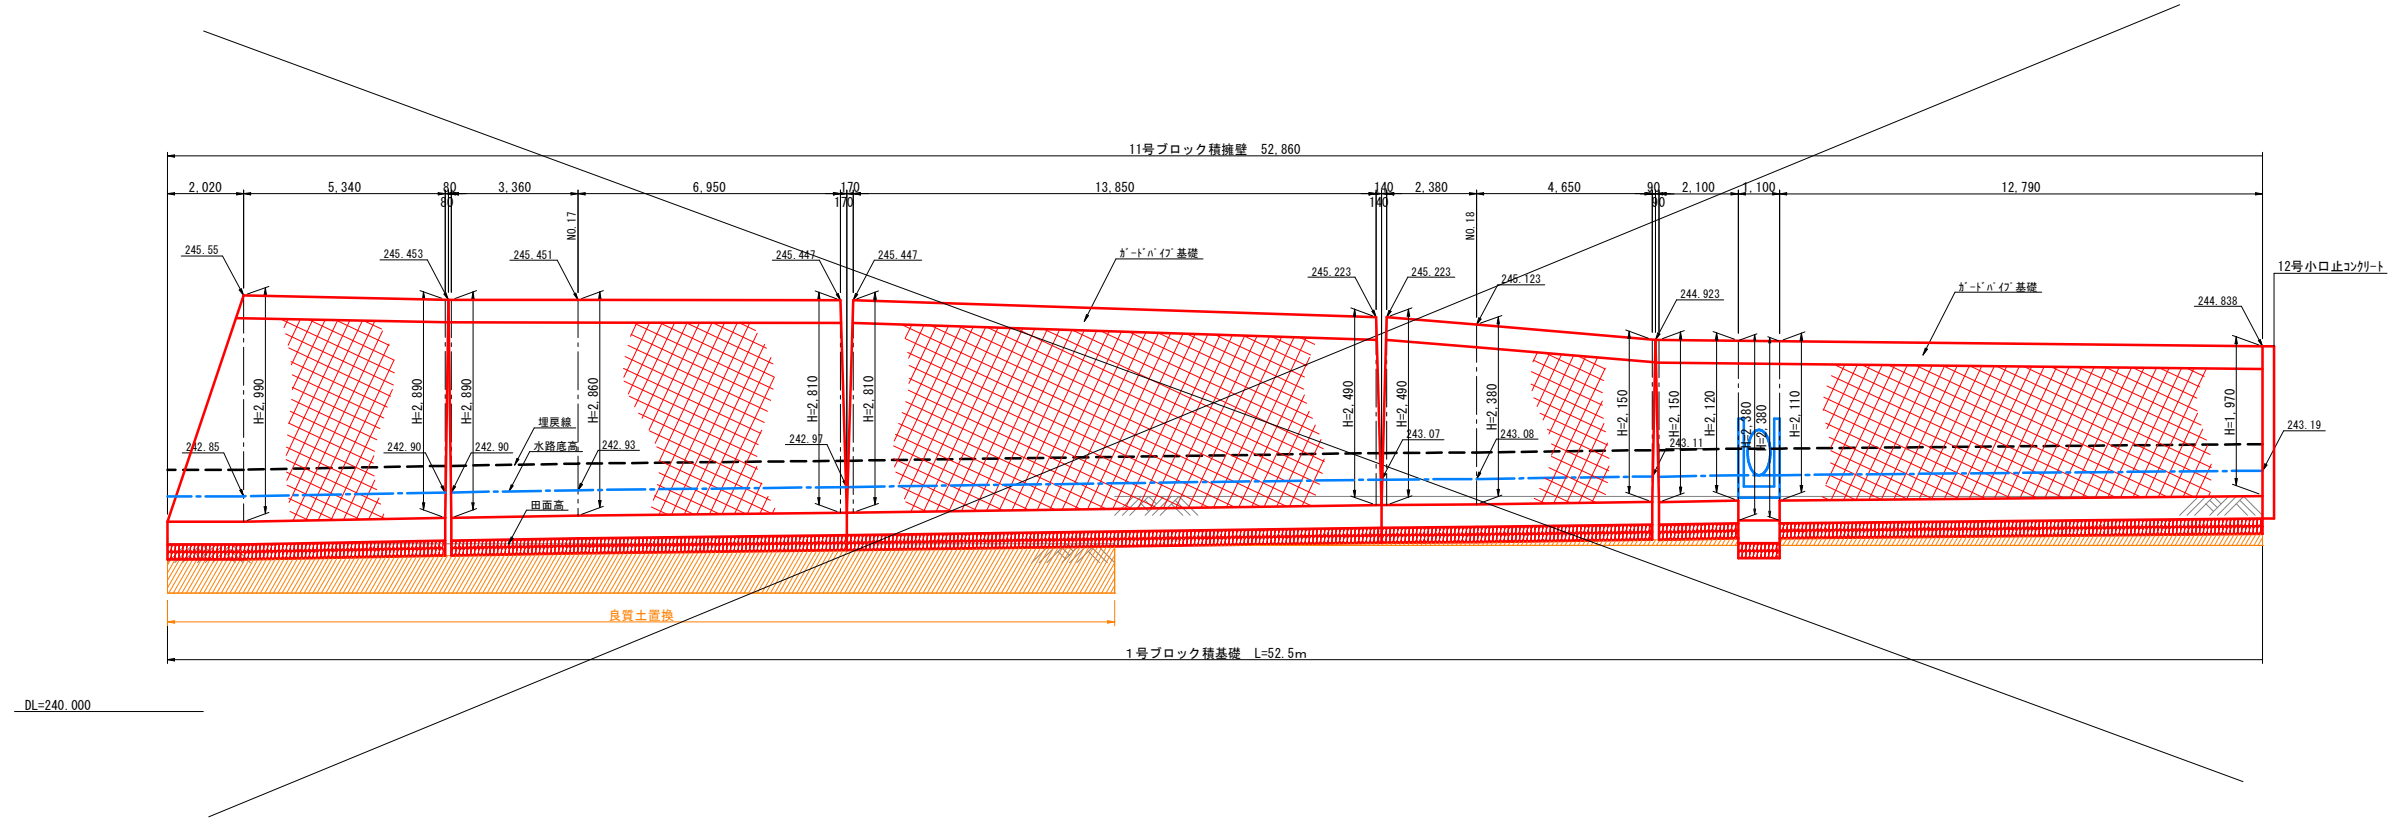 11号ブロック積擁壁 52,860
2,020
5,340
80
80
3,360
6,950
170
170
13,850
140
140
2,380
4,650
90
90
2,100
1,100
12,790
NO.17
NO.18
245.55
245.453
245.451
245.447
245.447
ガードパイプ基礎
245.223
245.223
245.123
244.923
ガードパイプ基礎
244.838
12号小口止コンクリート
H=2,990
H=2,890
H=2,890
H=2,860
H=2,810
H=2,810
H=2,490
H=2,490
H=2,380
H=2,150
H=2,150
H=2,120
H=2,380
H=2,380
H=2,110
H=1,970
埋戻線
水路底高
田面高
242.85
242.90
242.90
242.93
242.97
243.07
243.08
243.11
243.19
良質土置換
1号ブロック積基礎 L=52.5m
DL=240.000